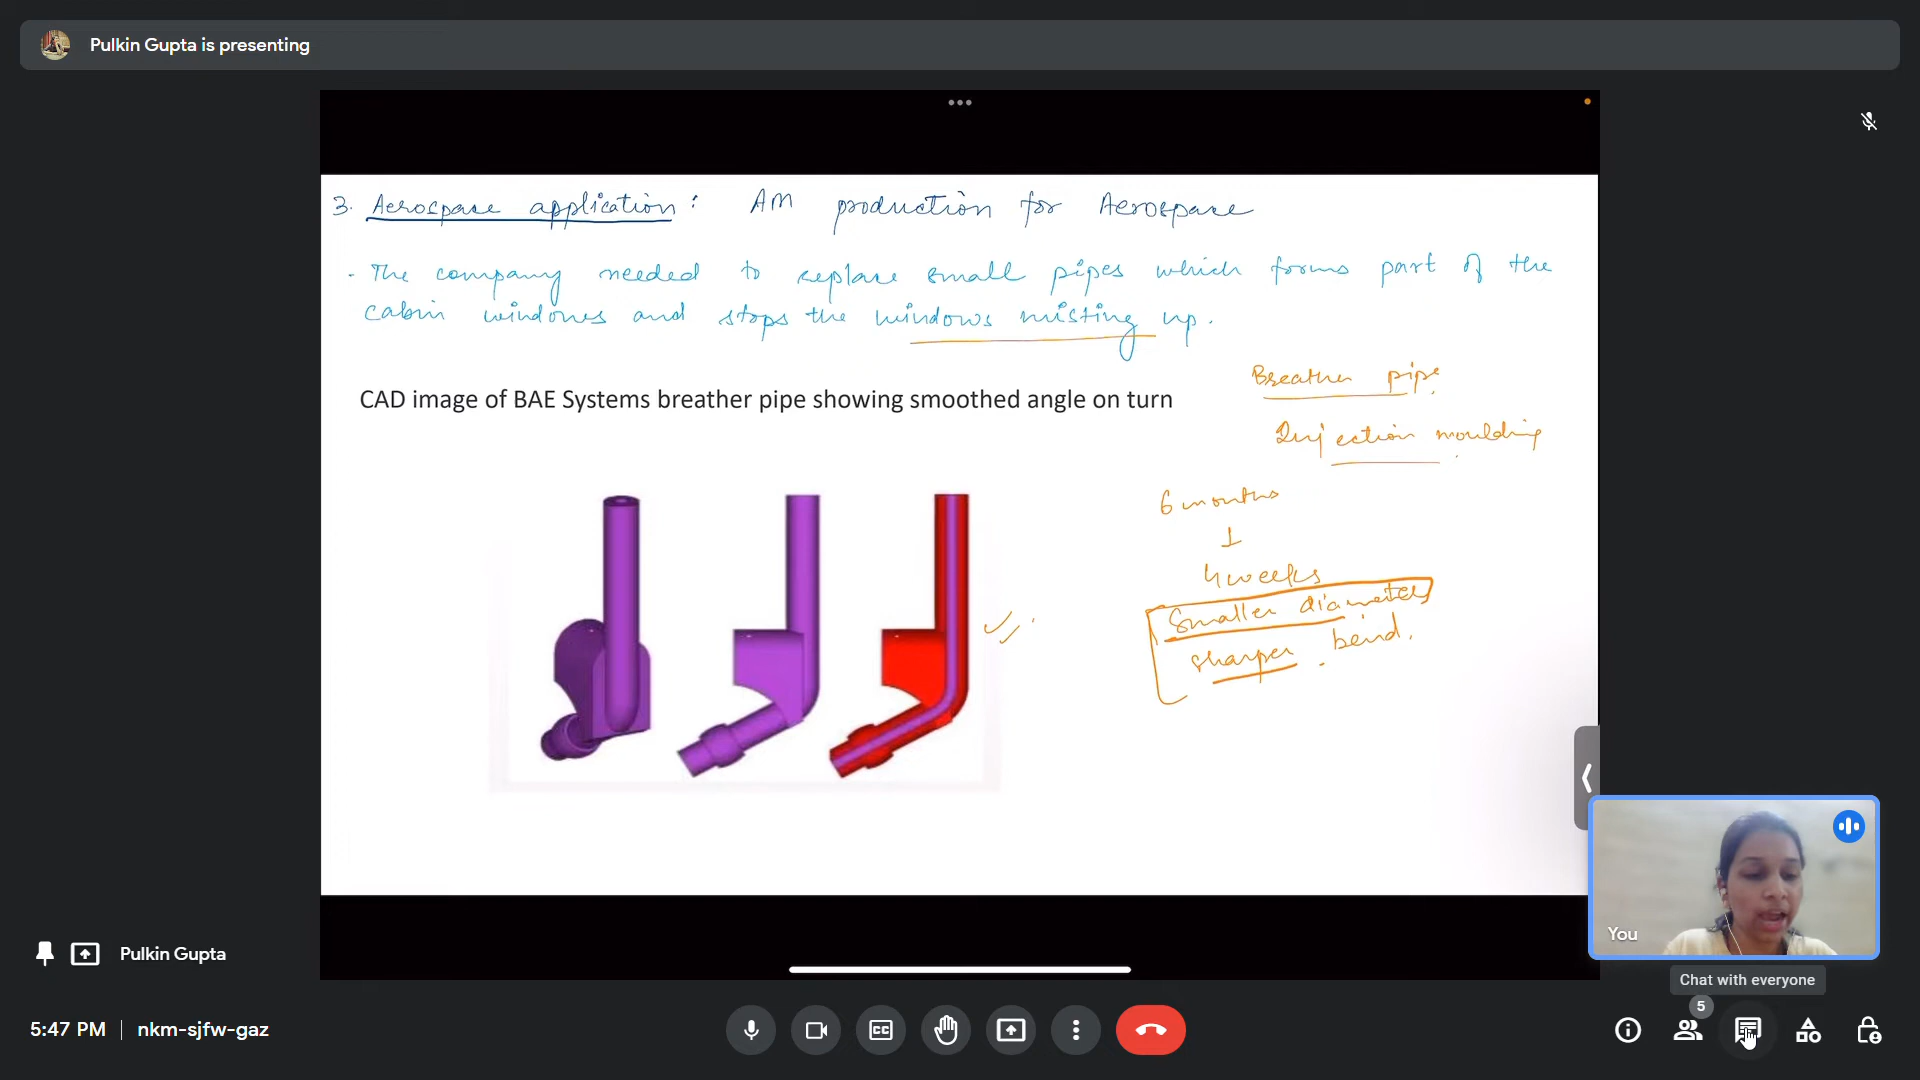 Pulkin Gupta is presenting
3. Aerospace application: AM production for Aerospace
- The company needed to replace small pipes which forms part of the
cabin windows and stops the windows misting up.
Breather pipe
CAD image of BAE Systems breather pipe showing smoothed angle on turn
Injection moulding
6 months
↓
4 weeks
Smaller diameters
sharper bend.
You
Pulkin Gupta
Chat with everyone
5
5:47 PM | nkm-sjfw-gaz
CC